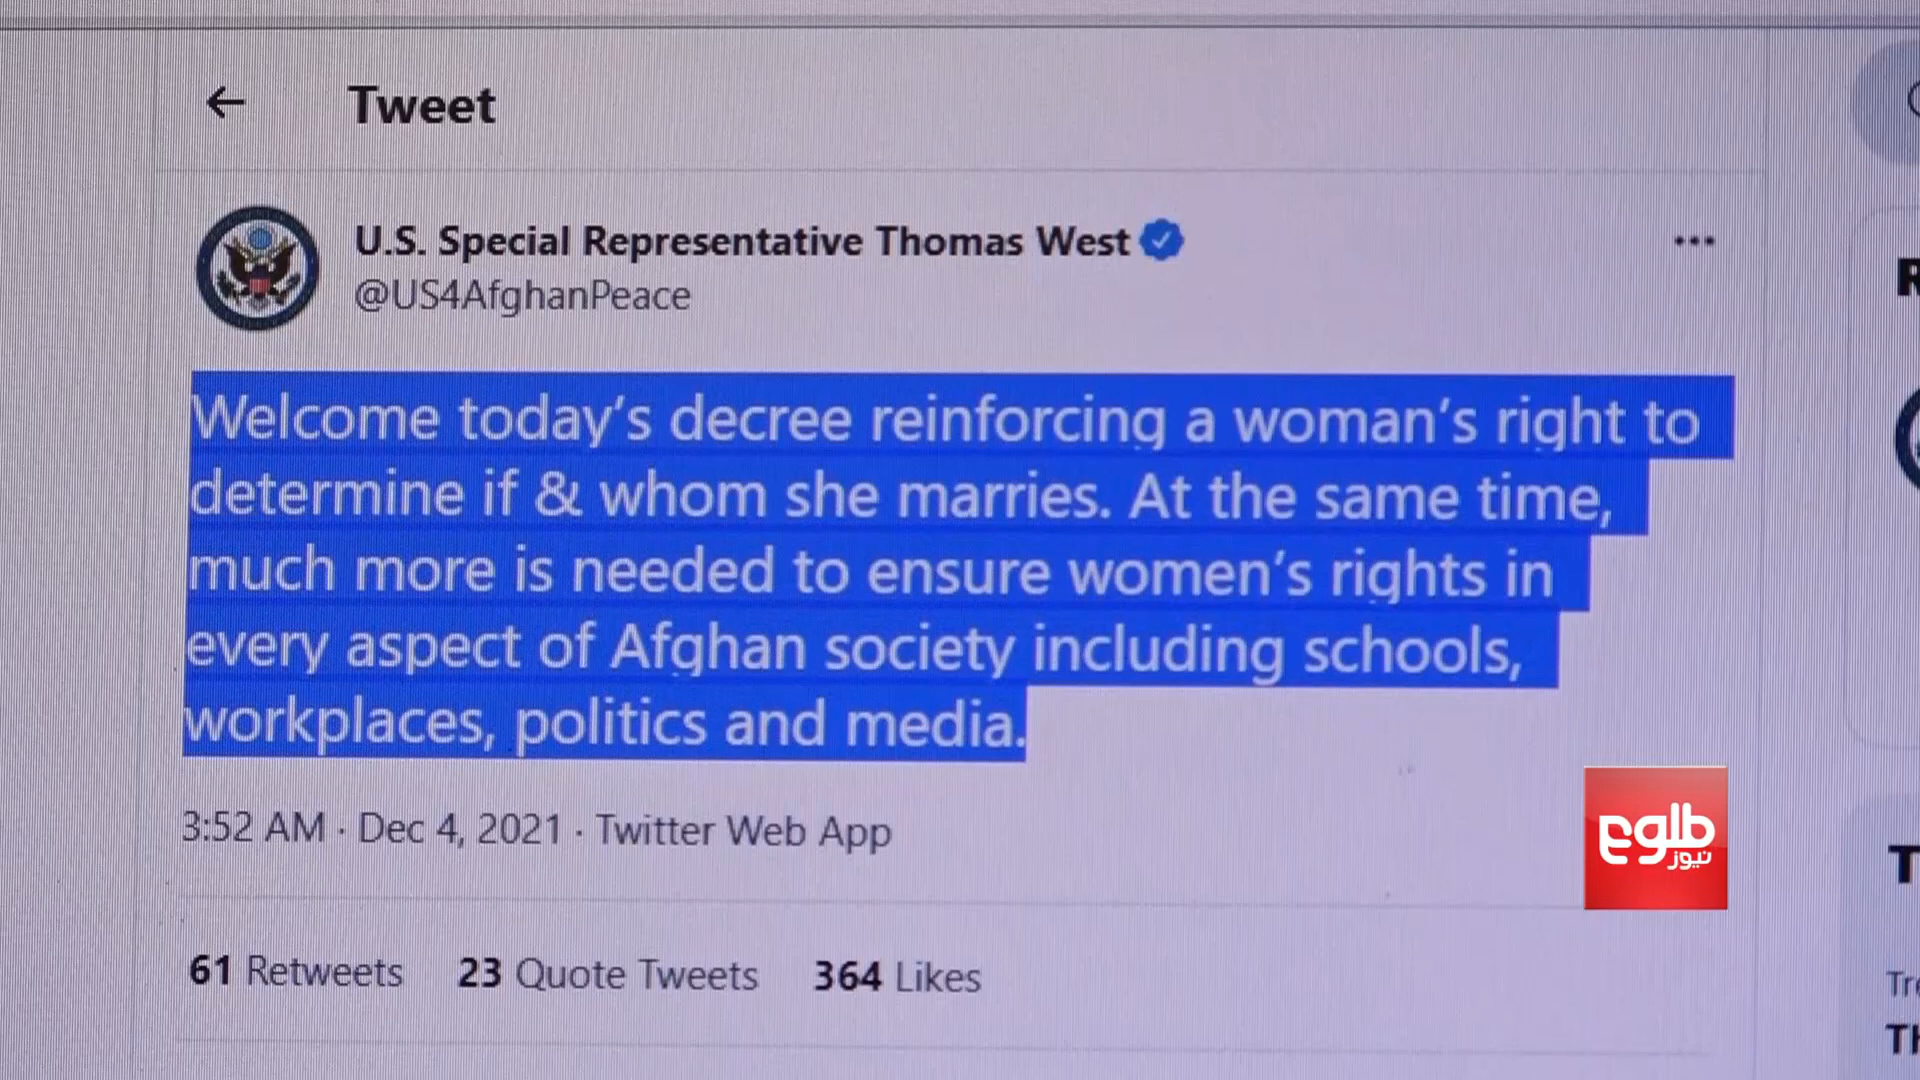 Tweet
U.S. Special Representative Thomas West
@US4AfghanPeace
Welcome today’s decree reinforcing a woman’s right to
determine if & whom she marries. At the same time,
much more is needed to ensure women’s rights in
every aspect of Afghan society including schools,
workplaces, politics and media.
3:52 AM · Dec 4, 2021 · Twitter Web App
طلوع
نیوز
61 Retweets 23 Quote Tweets 364 Likes